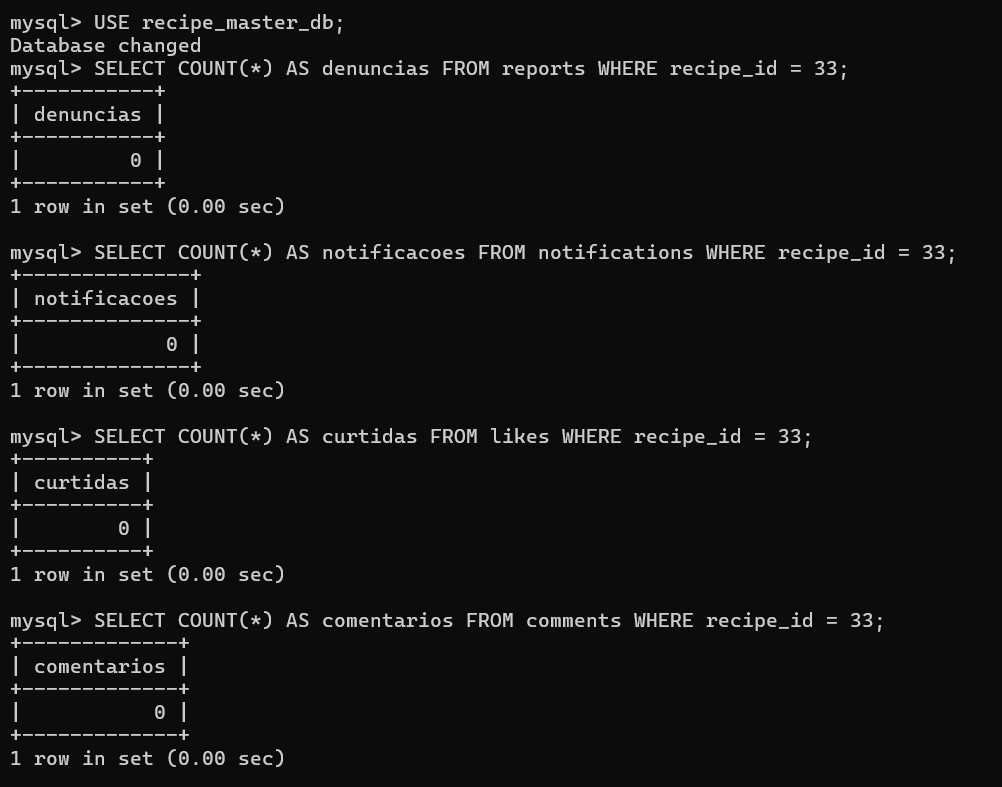 mysql> USE recipe_master_db;
Database changed
mysql> SELECT COUNT(*) AS denuncias FROM reports WHERE recipe_id = 33;
+-----------+
| denuncias |
+-----------+
|         0 |
+-----------+
1 row in set (0.00 sec)

mysql> SELECT COUNT(*) AS notificacoes FROM notifications WHERE recipe_id = 33;
+--------------+
| notificacoes |
+--------------+
|            0 |
+--------------+
1 row in set (0.00 sec)

mysql> SELECT COUNT(*) AS curtidas FROM likes WHERE recipe_id = 33;
+----------+
| curtidas |
+----------+
|        0 |
+----------+
1 row in set (0.00 sec)

mysql> SELECT COUNT(*) AS comentarios FROM comments WHERE recipe_id = 33;
+-------------+
| comentarios |
+-------------+
|           0 |
+-------------+
1 row in set (0.00 sec)